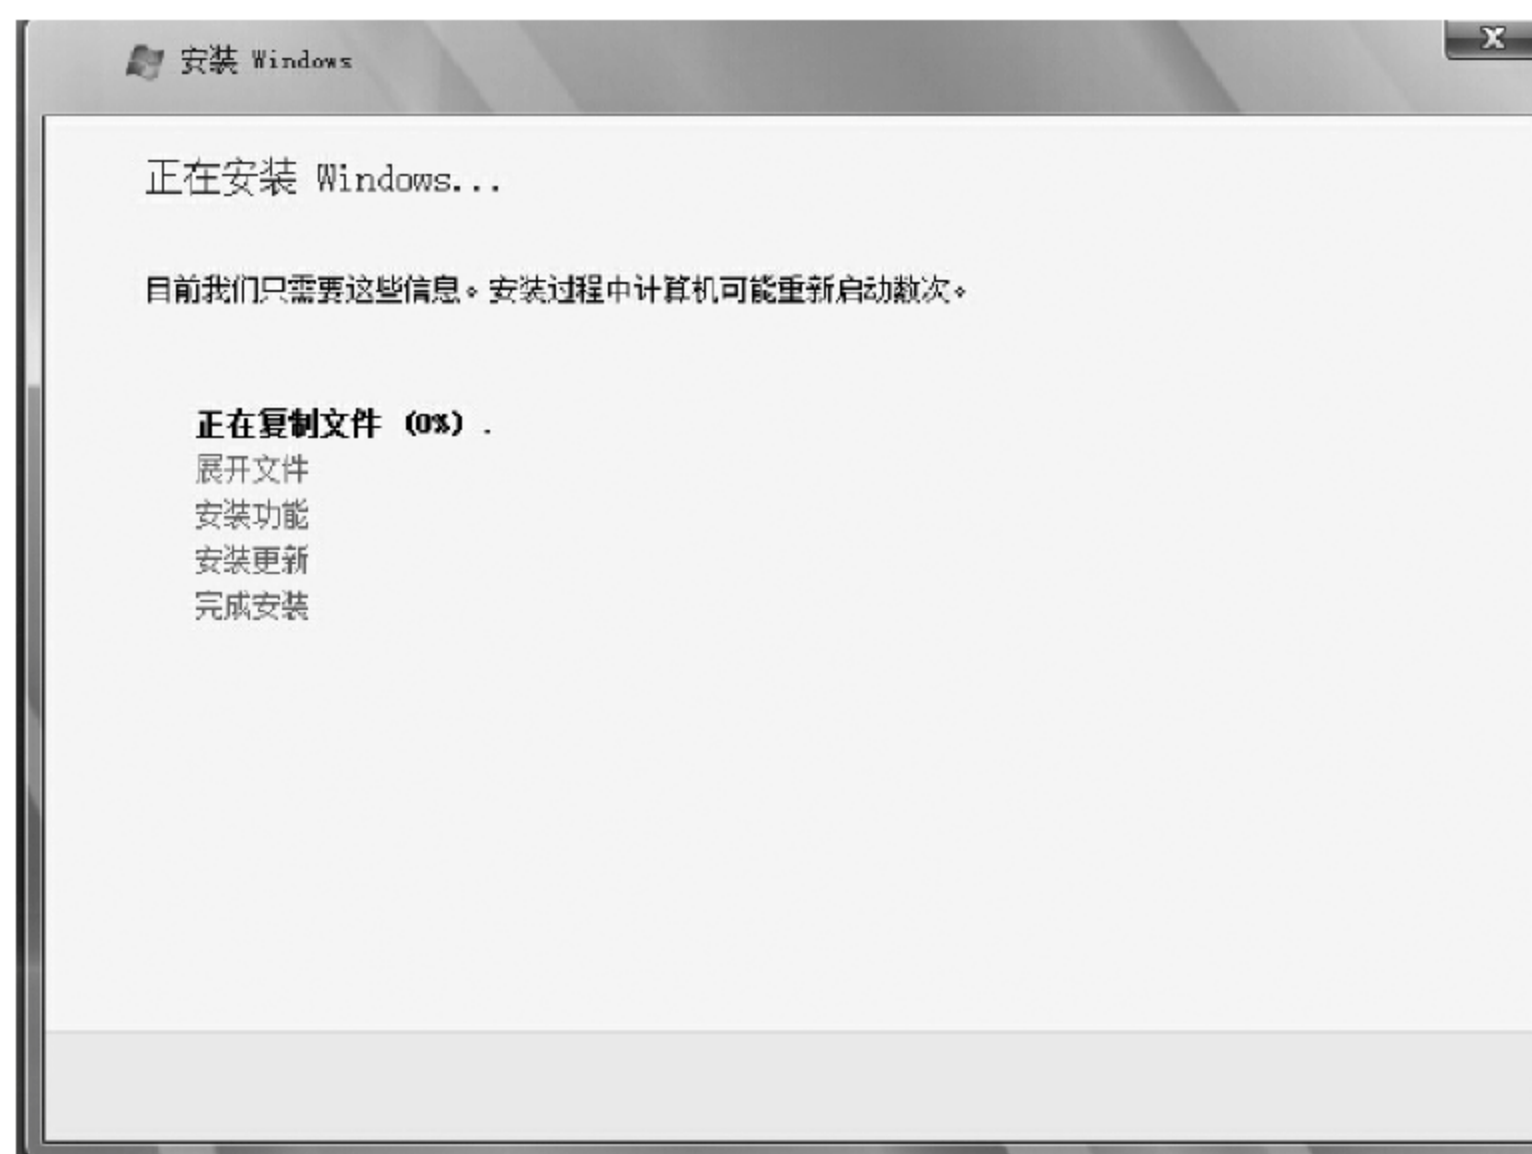 安装 Windows
正在安装 Windows...
目前我们只需要这些信息。安装过程中计算机可能重新启动数次。
正在复制文件 (0%) .
展开文件
安装功能
安装更新
完成安装